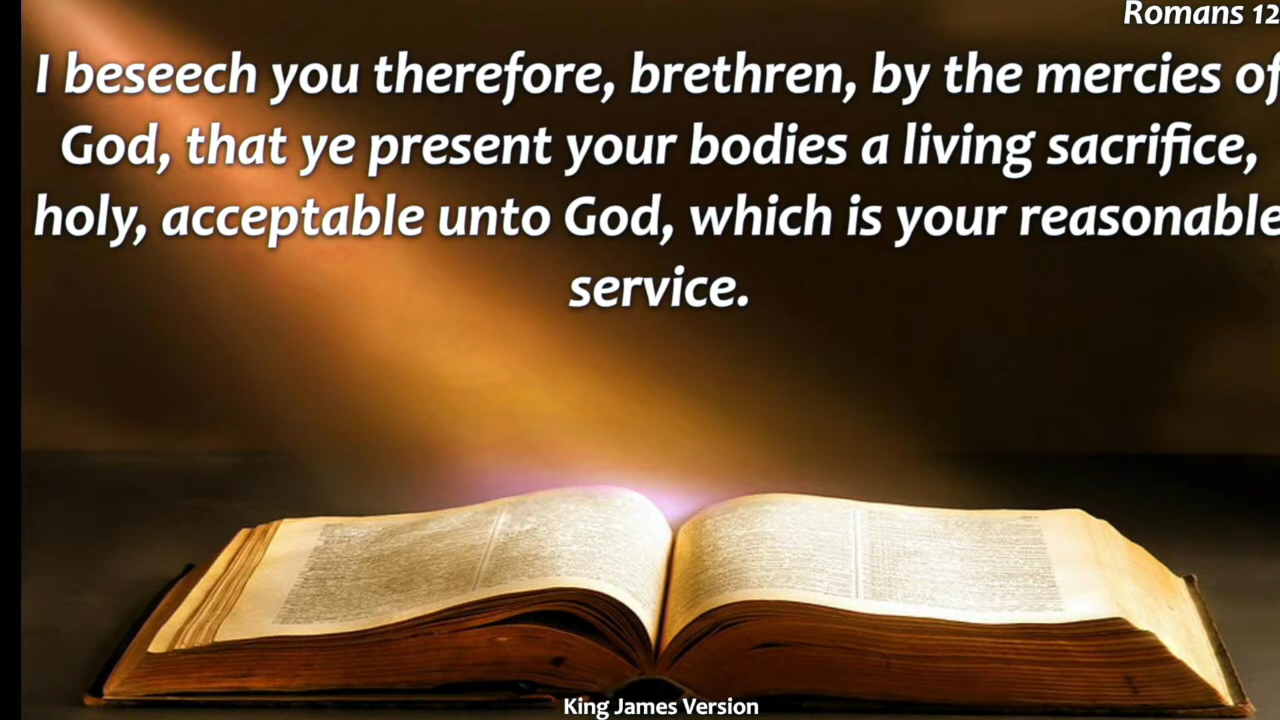 Romans 12
I beseech you therefore, brethren, by the mercies of
God, that ye present your bodies a living sacrifice,
holy, acceptable unto God, which is your reasonable
service.
King James Version